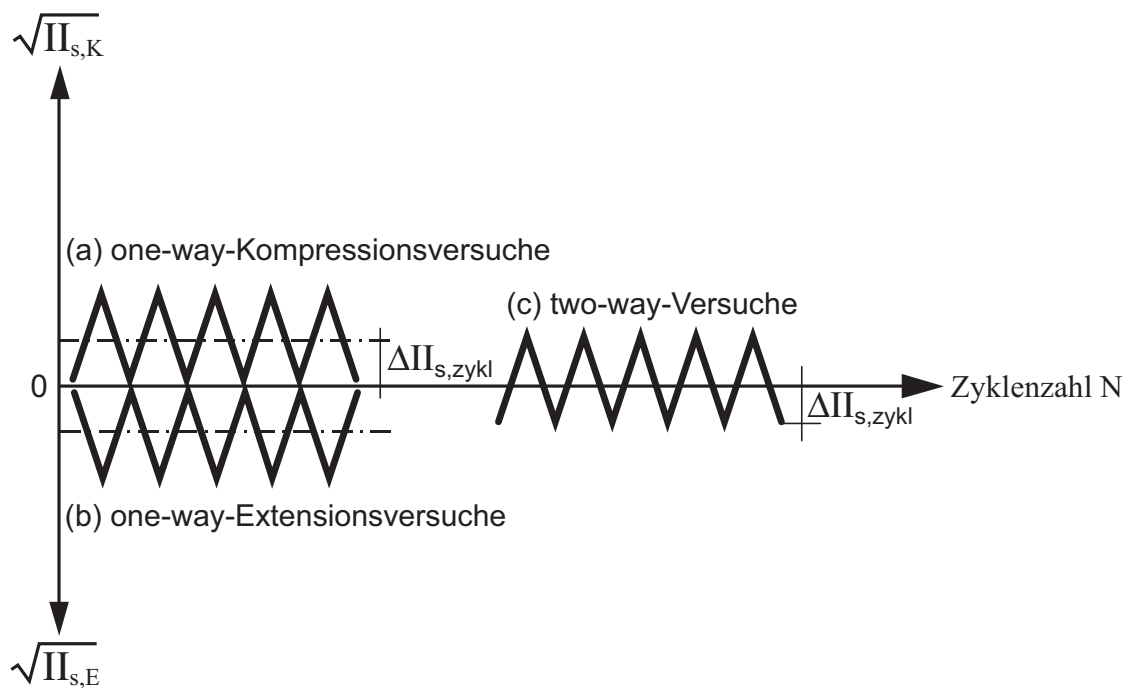 √II_s,K
(a) one-way-Kompressionsversuche
(c) two-way-Versuche
ΔII_s,zykl
0
Zyklenzahl N
ΔII_s,zykl
(b) one-way-Extensionsversuche
√II_s,E